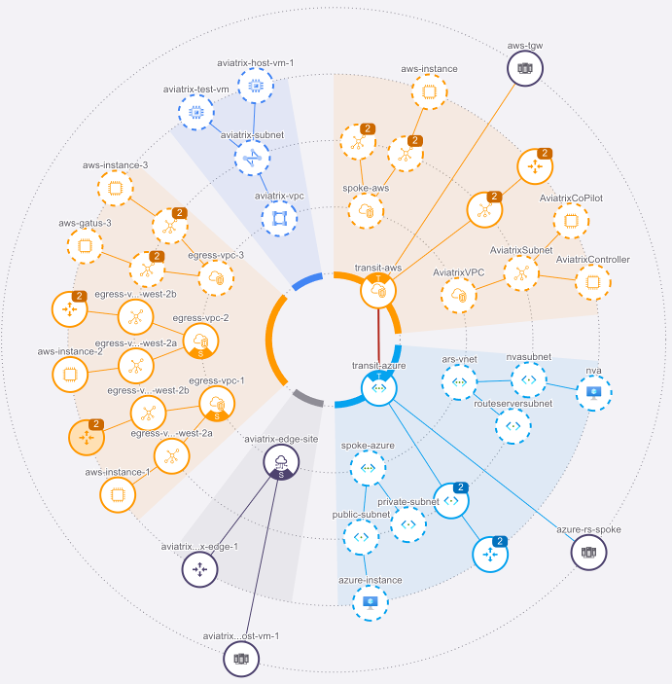 aws-tgw
aviatrix-host-vm-1
aws-instance
aviatrix-test-vm
2
2
aviatrix-subnet
2
aws-instance-3
spoke-aws
aviatrix-vpc
2
AviatrixCoPilot
2
aws-gatus-3
AviatrixSubnet
egress-vpc-3
2
AviatrixController
transit-aws
AviatrixVPC
T
egress-v...-west-2b
2
egress-vpc-2
egress-v...-west-2a
aws-instance-2
S
ars-vnet
nvasubnet
transit-azure
T
nva
egress-vpc-1
egress-v...-west-2b
S
routeserversubnet
2
egress-v...-west-2a
aviatrix-edge-site
spoke-azure
aws-instance-1
S
2
private-subnet
public-subnet
azure-rs-spoke
aviatrix...x-edge-1
2
azure-instance
aviatrix...ost-vm-1